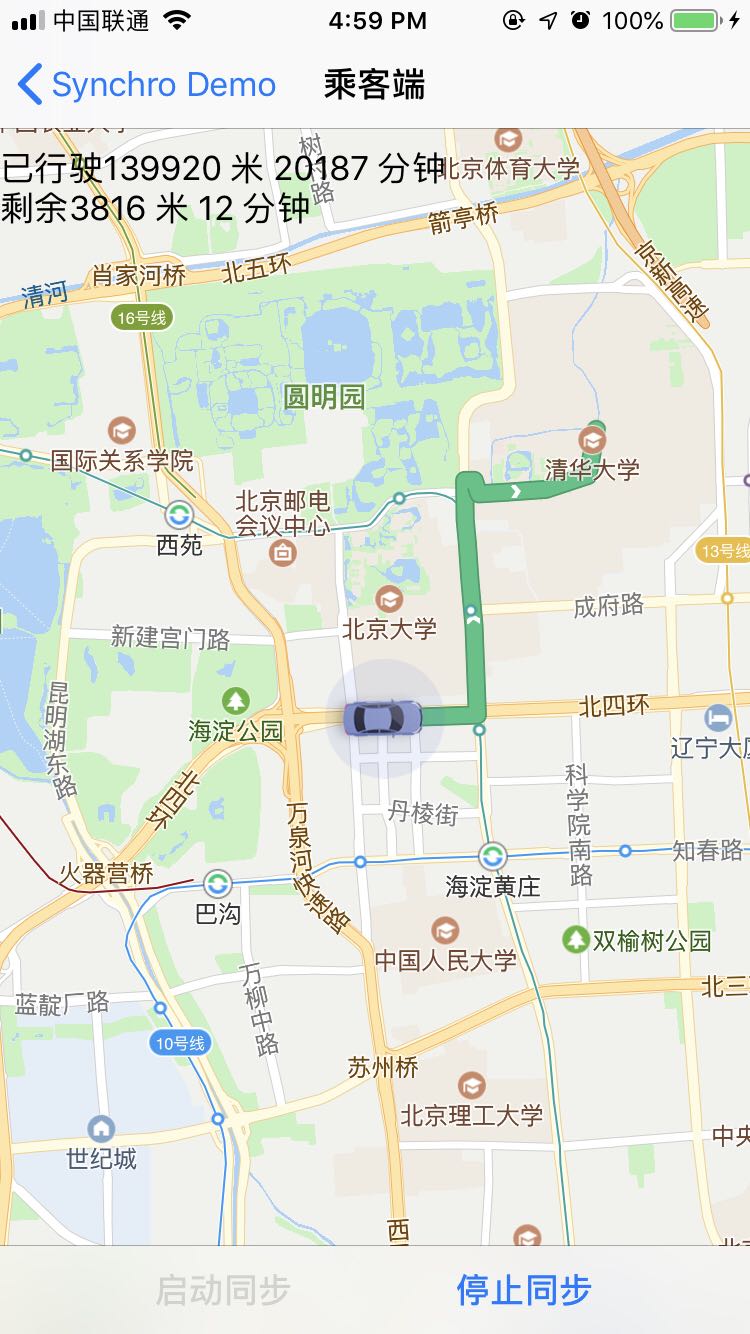 中国联通
4:59 PM
100%
Synchro Demo
乘客端
已行驶139920 米 20187 分钟
剩余3816 米 12 分钟
北京体育大学
箭亭桥
京新高速
肖家河桥
北五环
清河
16号线
圆明园
国际关系学院
清华大学
北京邮电
会议中心
西苑
13号线
成府路
北京大学
新建宫门路
昆明湖东路
海淀公园
北四环
辽宁大厦
北四环
科学院南路
丹棱街
万泉河快速路
知春路
火器营桥
海淀黄庄
巴沟
双榆树公园
中国人民大学
万柳中路
北三
蓝靛厂路
10号线
苏州桥
北京理工大学
中央
世纪城
西
启动同步
停止同步